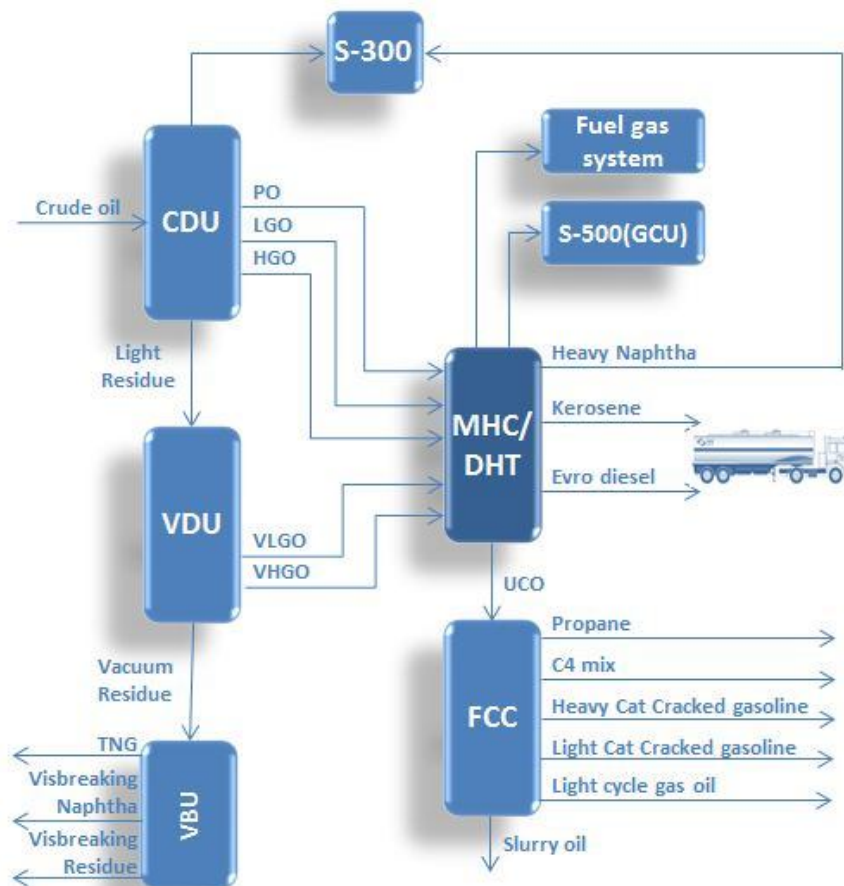 S-300
Fuel gas
system
PO
Crude oil
LGO
CDU
S-500(GCU)
HGO
Light
Residue
Heavy Naphtha
Kerosene
MHC/
DHT
Evro diesel
VDU
VLGO
VHGO
UCO
Propane
Vacuum
Residue
C4 mix
Heavy Cat Cracked gasoline
FCC
TNG
Light Cat Cracked gasoline
Visbreaking
Naphtha
Light cycle gas oil
VBU
Visbreaking
Residue
Slurry oil